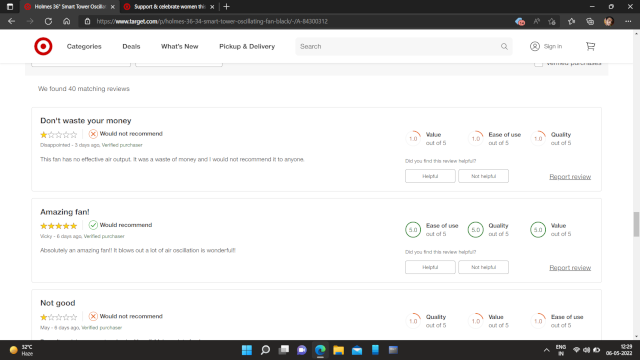 Holmes 36" Smart Tower Oscillati
Support & celebrate women thi
https://www.target.com/p/holmes-36-34-smart-tower-oscillating-fan-black/-/A-84300312
Categories
Deals
What's New
Pickup & Delivery
Search
Sign in
We found 40 matching reviews
Don't waste your money
Would not recommend
Disappointed - 3 days ago, Verified purchaser
This fan has no effective air output. It was a waste of money and I would not recommend it to anyone.
1.0 Value out of 5
1.0 Ease of use out of 5
1.0 Quality out of 5
Did you find this review helpful?
Helpful
Not helpful
Report review
Amazing fan!
Would recommend
Vicky - 6 days ago, Verified purchaser
Absolutely an amazing fan!! It blows out a lot of air oscillation is wonderful!!
5.0 Ease of use out of 5
5.0 Quality out of 5
5.0 Value out of 5
Did you find this review helpful?
Helpful
Not helpful
Report review
Not good
Would not recommend
May - 6 days ago, Verified purchaser
1.0 Quality out of 5
1.0 Value out of 5
1.0 Ease of use out of 5
32°C
Haze
ENG
IN
12:29
06-05-2022